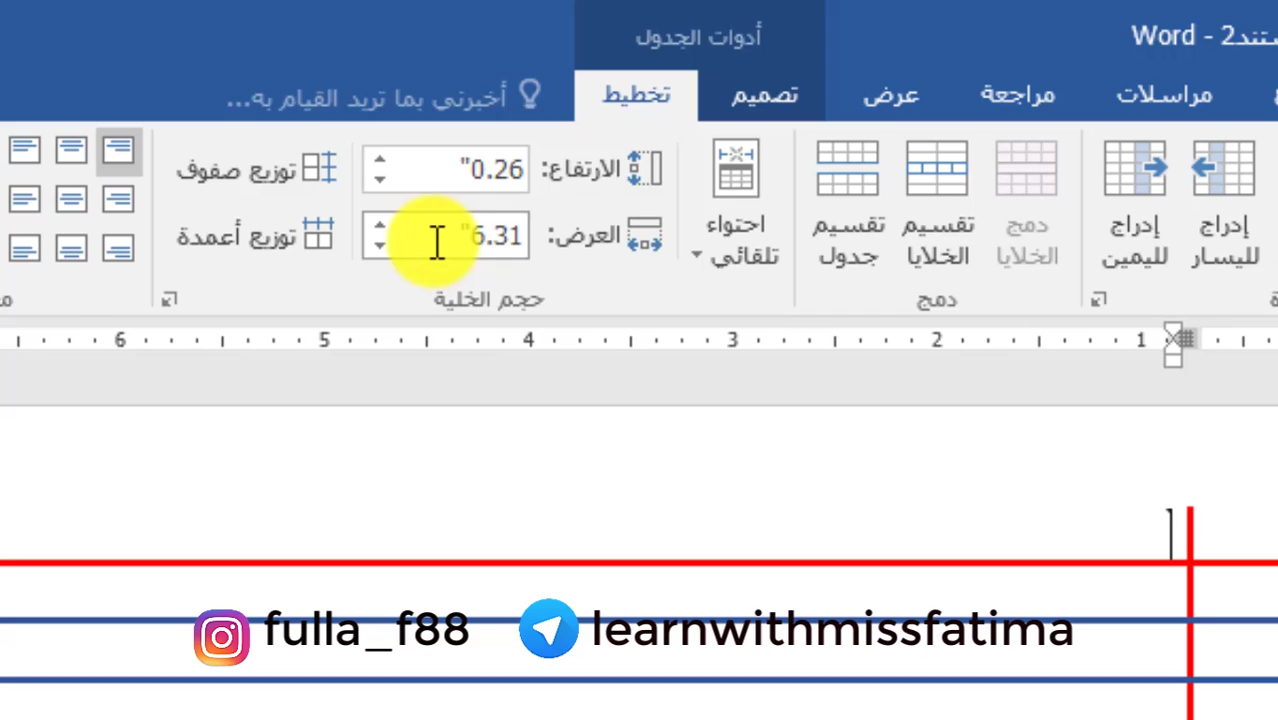 مستند2 - Word
أدوات الجدول
مراسلات
مراجعة
عرض
تصميم
تخطيط
أخبرني بما تريد القيام به...
إدراج لليسار
إدراج لليمين
دمج الخلايا
تقسيم الخلايا
تقسيم جدول
احتواء تلقائي
الارتفاع: 0.26"
العرض: 6.31"
توزيع صفوف
توزيع أعمدة
دمج
حجم الخلية
1 2 3 4 5 6
fulla_f88 learnwithmissfatima